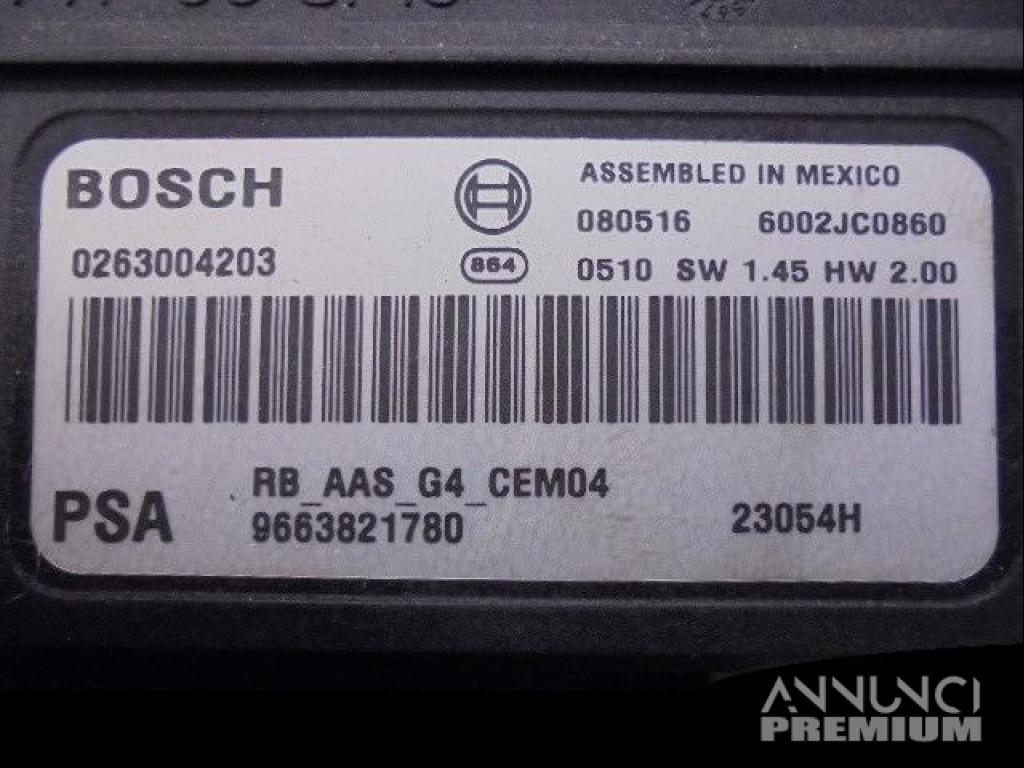 BOSCH
ASSEMBLED IN MEXICO
080516 6002JC0860
0263004203
864
0510 SW 1.45 HW 2.00
RB_AAS_G4_CEM04
PSA
9663821780
23054H
ANNUNCI
PREMIUM